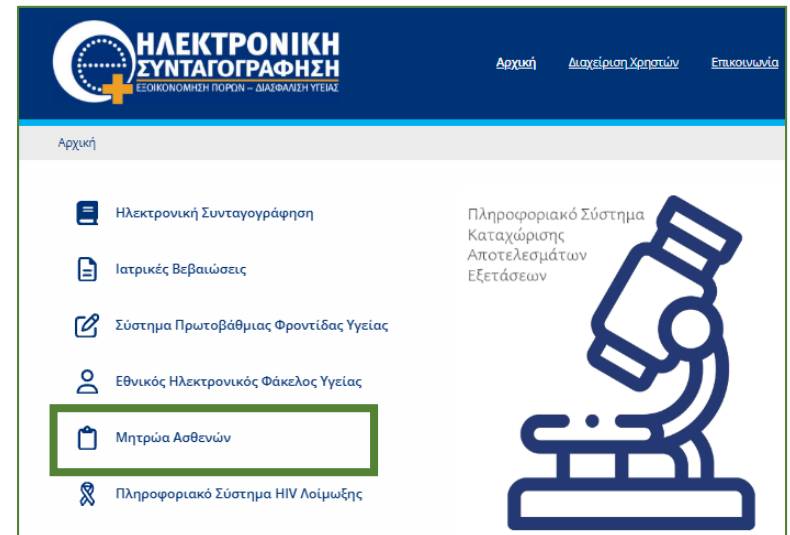 ΗΛΕΚΤΡΟΝΙΚΗ
ΣΥΝΤΑΓΟΓΡΑΦΗΣΗ
ΕΞΟΙΚΟΝΟΜΗΣΗ ΠΟΡΩΝ – ΔΙΑΣΦΑΛΙΣΗ ΥΓΕΙΑΣ
Αρχική Διαχείριση Χρηστών Επικοινωνία
Αρχική
Ηλεκτρονική Συνταγογράφηση
Ιατρικές Βεβαιώσεις
Σύστημα Πρωτοβάθμιας Φροντίδας Υγείας
Εθνικός Ηλεκτρονικός Φάκελος Υγείας
Μητρώα Ασθενών
Πληροφοριακό Σύστημα HIV Λοίμωξης
Πληροφοριακό Σύστημα
Καταχώρισης
Αποτελεσμάτων
Εξετάσεων